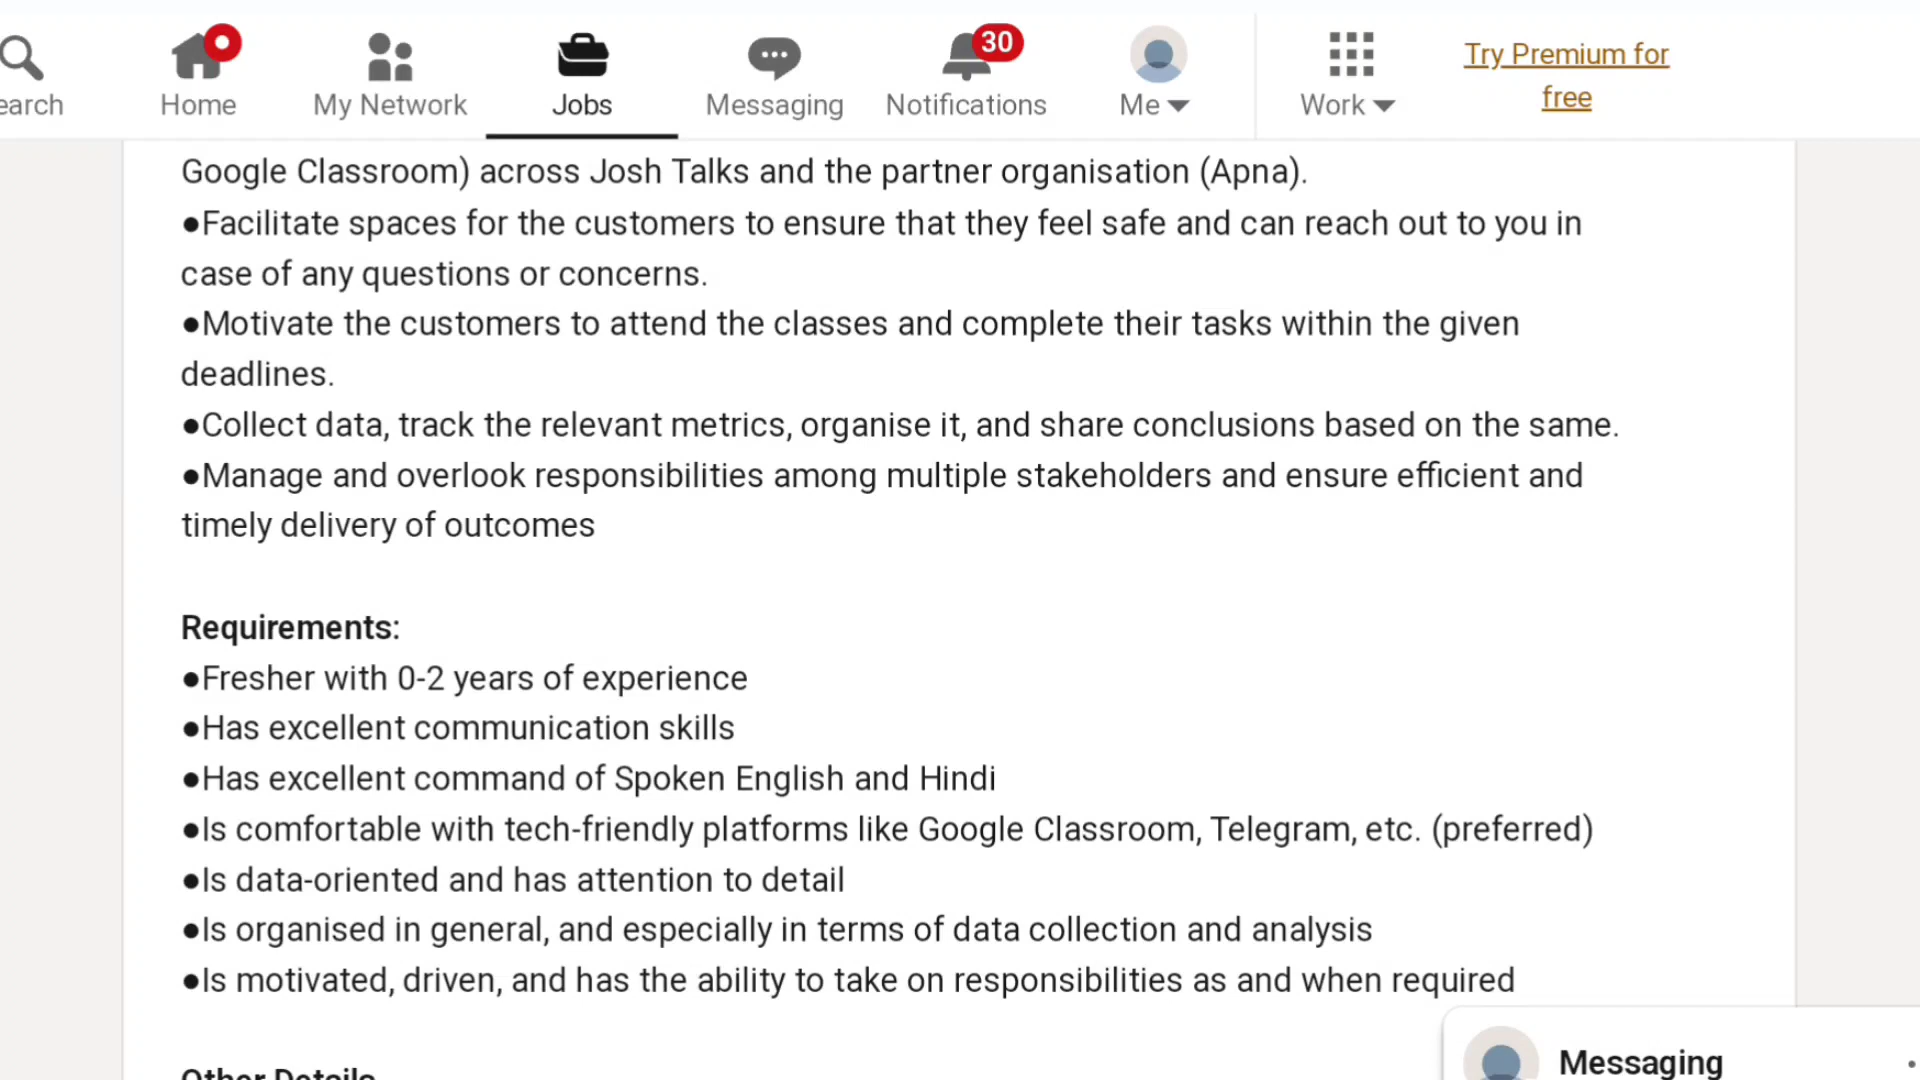 earch
Home
My Network
Jobs
Messaging
30
Notifications
Me
Work
Try Premium for
free
Google Classroom) across Josh Talks and the partner organisation (Apna).
●Facilitate spaces for the customers to ensure that they feel safe and can reach out to you in
case of any questions or concerns.
●Motivate the customers to attend the classes and complete their tasks within the given
deadlines.
●Collect data, track the relevant metrics, organise it, and share conclusions based on the same.
●Manage and overlook responsibilities among multiple stakeholders and ensure efficient and
timely delivery of outcomes
Requirements:
●Fresher with 0-2 years of experience
●Has excellent communication skills
●Has excellent command of Spoken English and Hindi
●Is comfortable with tech-friendly platforms like Google Classroom, Telegram, etc. (preferred)
●Is data-oriented and has attention to detail
●Is organised in general, and especially in terms of data collection and analysis
●Is motivated, driven, and has the ability to take on responsibilities as and when required
Other Details
Messaging